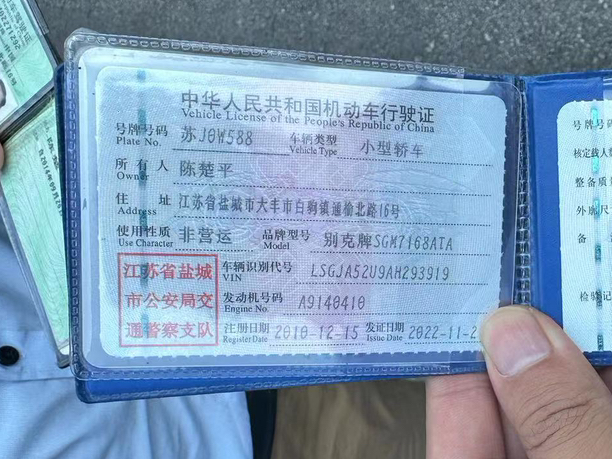 中华人民共和国机动车行驶证
Vehicle License of the People's Republic of China
号牌号码 Plate No. 苏J0W588 车辆类型 Vehicle Type 小型轿车
所有人 Owner 陈楚平
住址 Address 江苏省盐城市大丰市白驹镇通榆北路16号
使用性质 Use Character 非营运 品牌型号 Model 别克牌SGM7168ATA
江苏省盐城
市公安局交
通警察支队
车辆识别代号 VIN LSGJA52U9AH293919
发动机号码 Engine No. A9140410
注册日期 Register Date 2010-12-15 发证日期 Issue Date 2022-11-2
核定载人
整备质
外廓尺
备
检验记